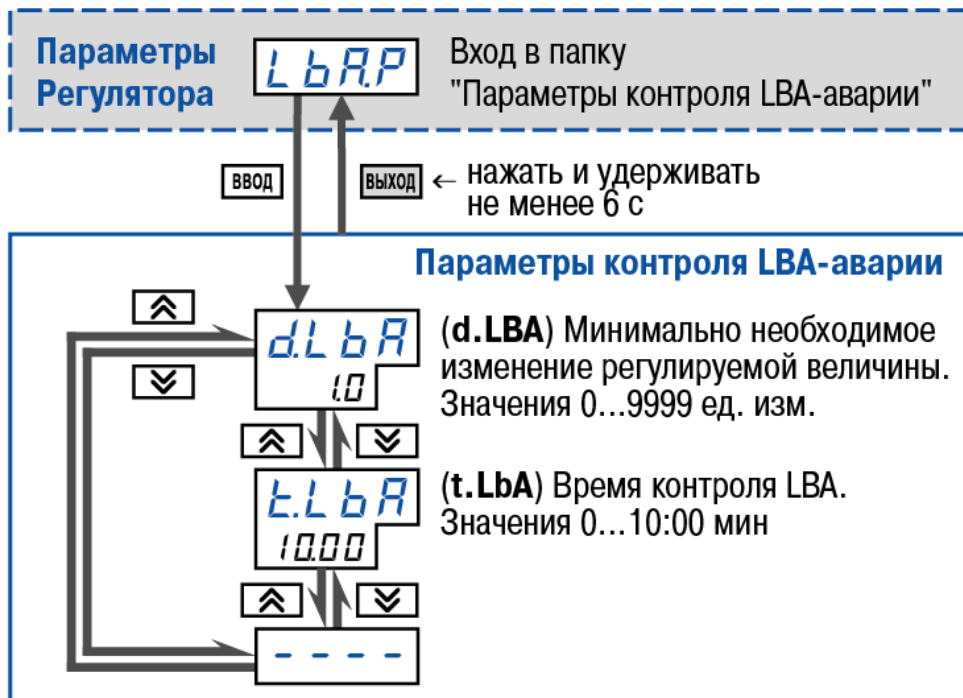 Параметры
Регулятора
LbA.P
Вход в папку
"Параметры контроля LBA-аварии"
ВВОД
ВЫХОД
← нажать и удерживать
не менее 6 с
Параметры контроля LBA-аварии
d.LbA
1.0
(d.LBA) Минимально необходимое
изменение регулируемой величины.
Значения 0...9999 ед. изм.
t.LbA
10.00
(t.LbA) Время контроля LBA.
Значения 0...10:00 мин
- - - -